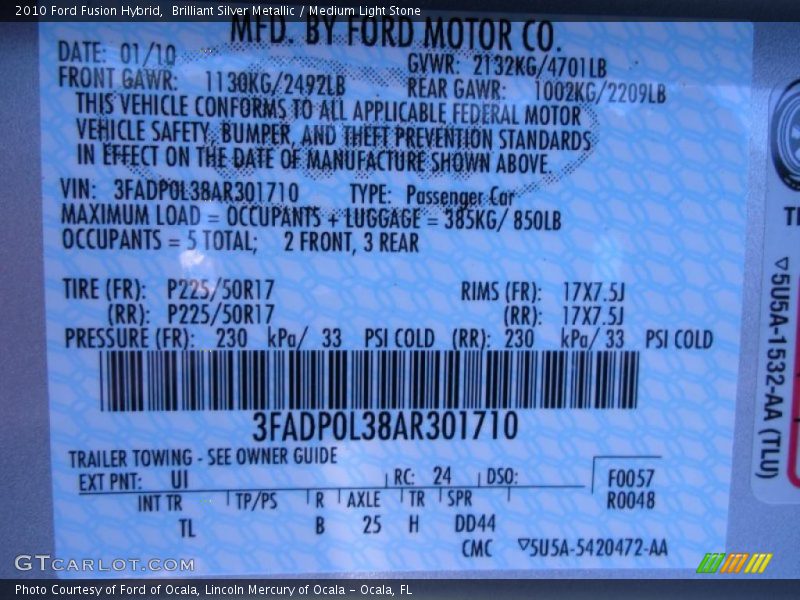 2010 Ford Fusion Hybrid,  Brilliant Silver Metallic / Medium Light Stone
MFD. BY FORD MOTOR CO.
DATE: 01/10
GVWR: 2132KG/4701LB
FRONT GAWR: 1130KG/2492LB
REAR GAWR: 1002KG/2209LB
THIS VEHICLE CONFORMS TO ALL APPLICABLE FEDERAL MOTOR
VEHICLE SAFETY, BUMPER, AND THEFT PREVENTION STANDARDS
IN EFFECT ON THE DATE OF MANUFACTURE SHOWN ABOVE.
VIN: 3FADP0L38AR301710 TYPE: Passenger Car
MAXIMUM LOAD = OCCUPANTS + LUGGAGE = 385KG/ 850LB
OCCUPANTS = 5 TOTAL; 2 FRONT, 3 REAR
TIRE (FR): P225/50R17 RIMS (FR): 17X7.5J
(RR): P225/50R17 (RR): 17X7.5J
PRESSURE (FR): 230 kPa/ 33 PSI COLD (RR): 230 kPa/ 33 PSI COLD
3FADP0L38AR301710
TRAILER TOWING - SEE OWNER GUIDE
EXT PNT: UI RC: 24 DSO: F0057
R0048
INT TR TP/PS R AXLE TR SPR
TL B 25 H DD44
CMC ▽5U5A-5420472-AA
▽5U5A-1532-AA (TLU)
GTCARLOT.COM
Photo Courtesy of Ford of Ocala, Lincoln Mercury of Ocala – Ocala, FL